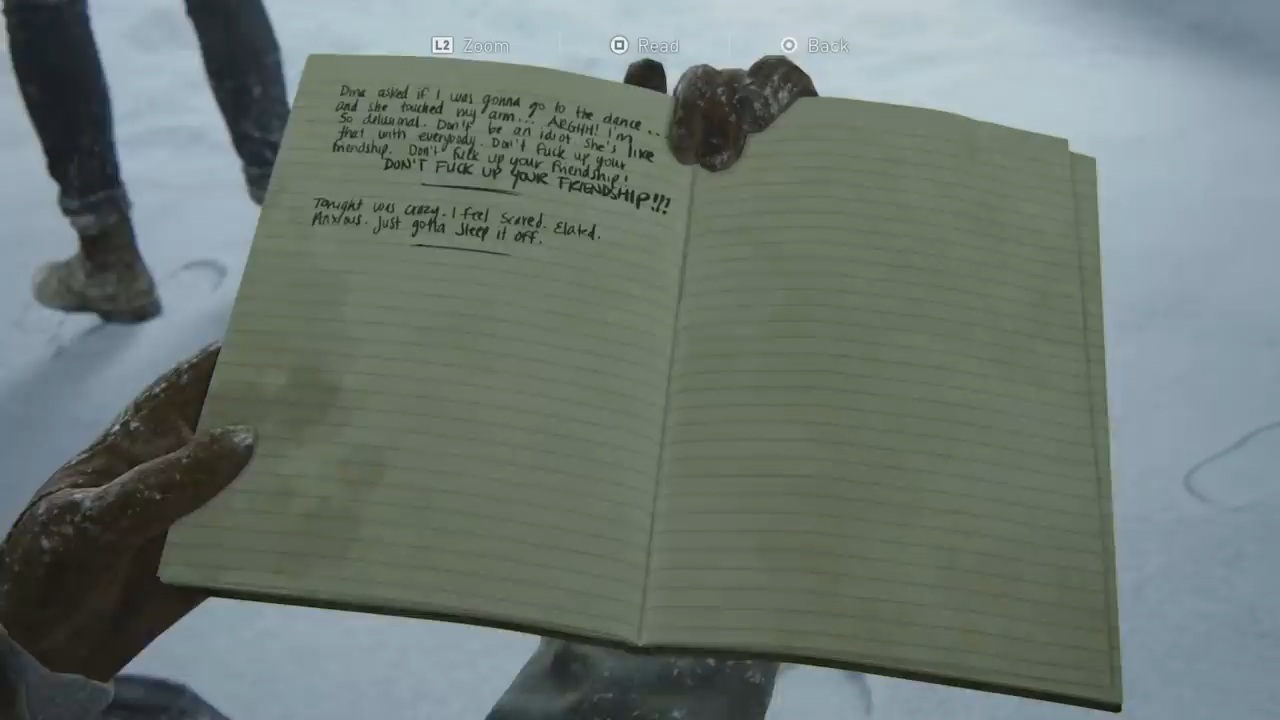 L2 Zoom
Read
Back
Dina asked if I was gonna go to the dance...
and she touched my arm... ARGHH! I'm
so delusional. Don't be an idiot. She's like
that with everybody. Don't fuck up your
friendship. Don't fuck up your friendship!
DON'T FUCK UP YOUR FRIENDSHIP!!!
Tonight was crazy. I feel scared. Elated.
Anxious. Just gotta sleep it off.